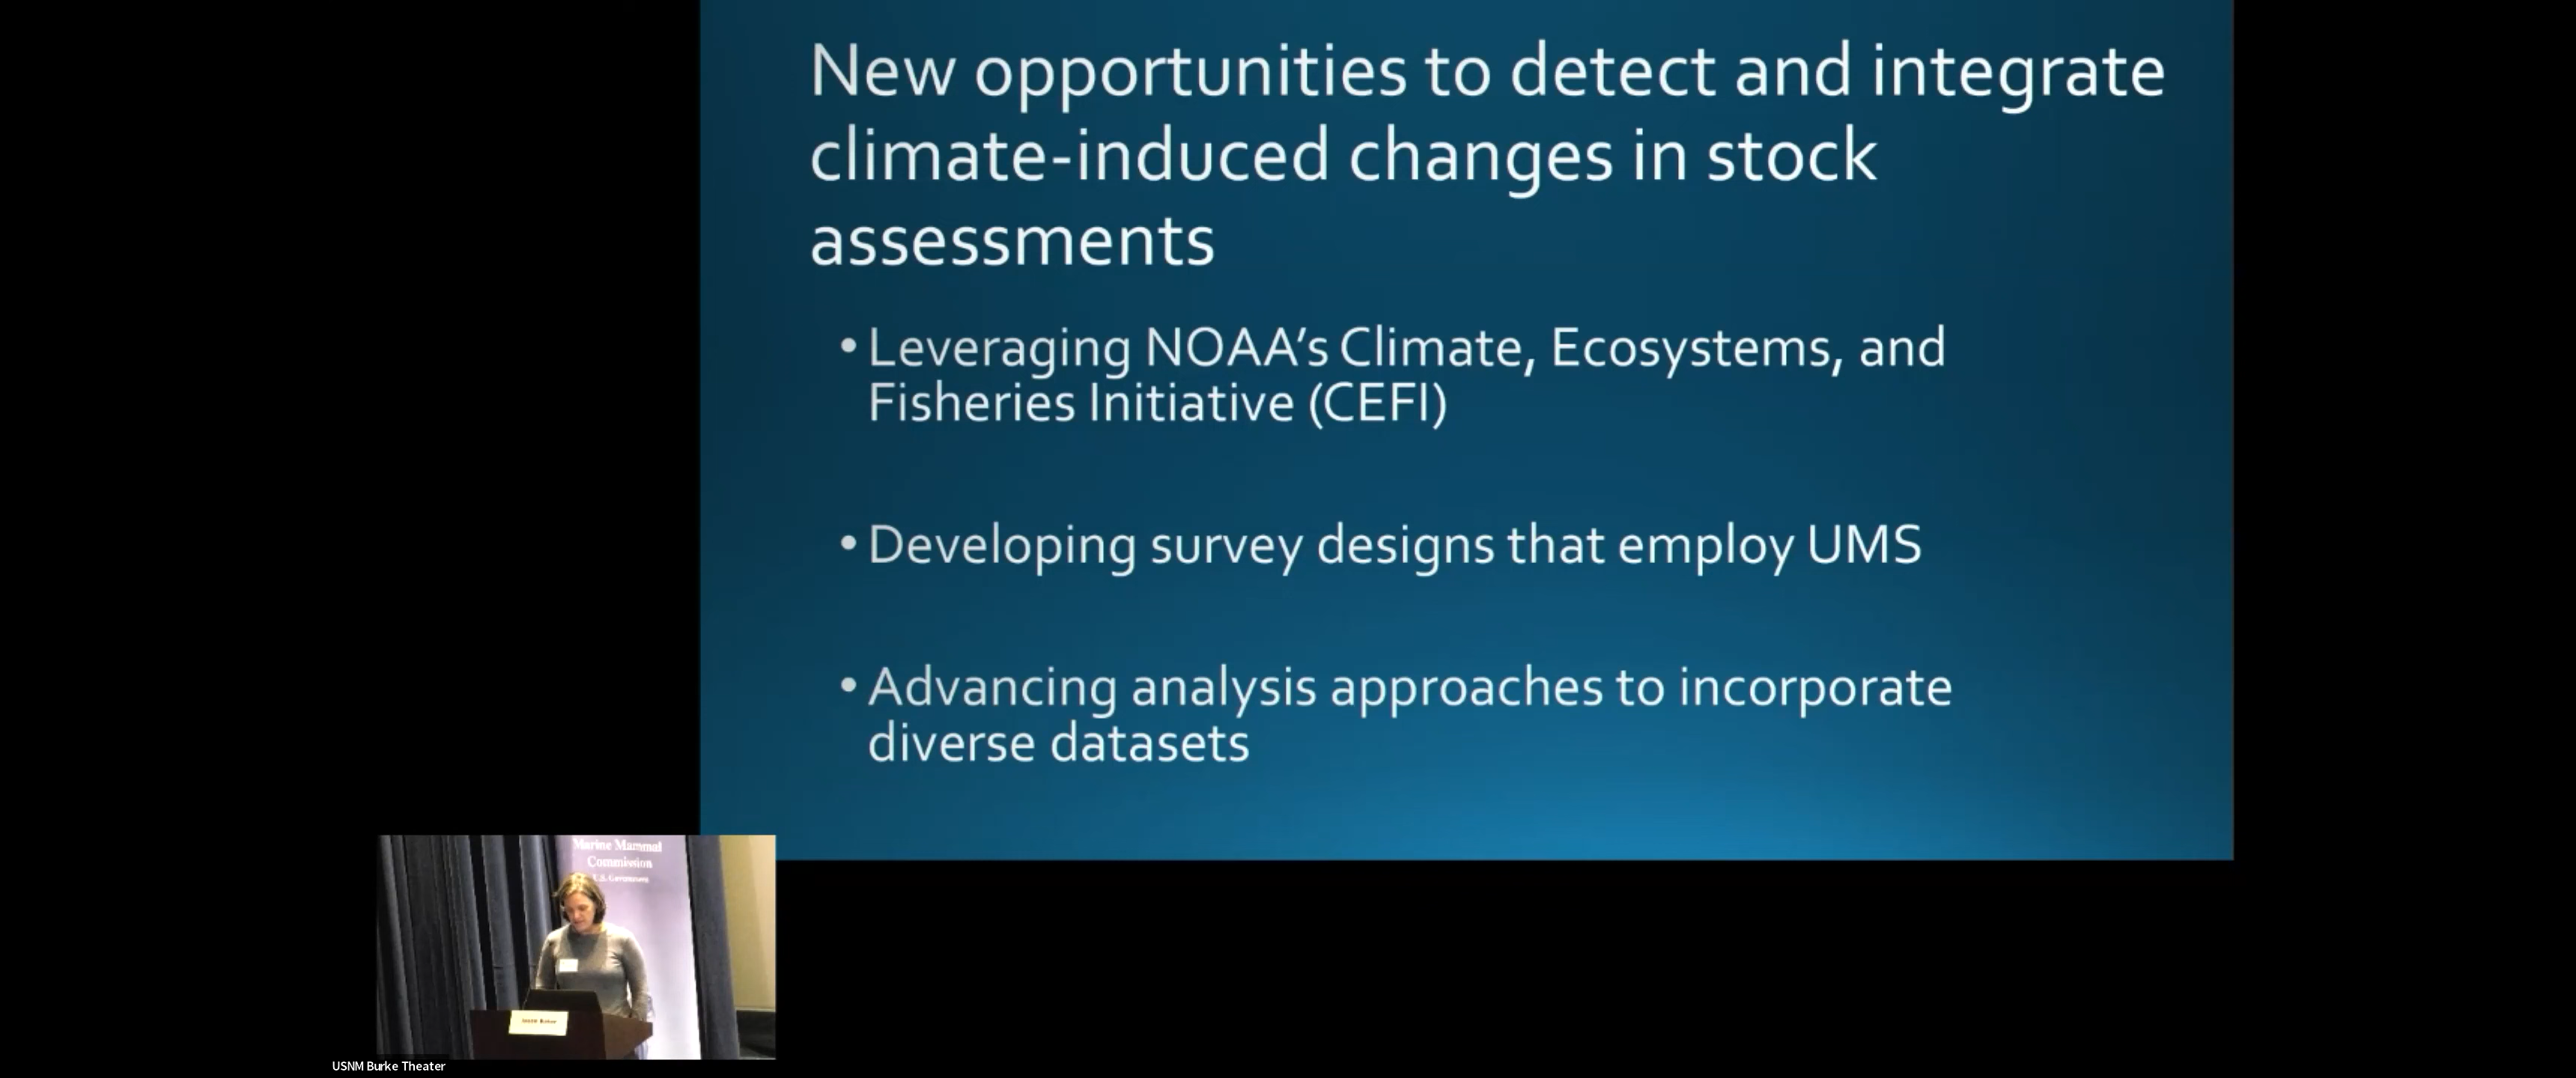 New opportunities to detect and integrate
climate-induced changes in stock
assessments
• Leveraging NOAA's Climate, Ecosystems, and
Fisheries Initiative (CEFI)
• Developing survey designs that employ UMS
• Advancing analysis approaches to incorporate
diverse datasets
Marine Mammal
Commission
U.S. Government
USNM Burke Theater